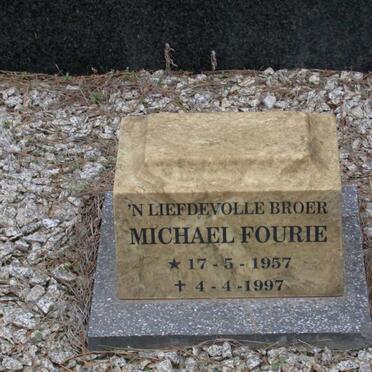 'N LIEFDEVOLLE BROER
MICHAEL FOURIE
★ 17 - 5 - 1957
✝ 4 - 4 - 1997